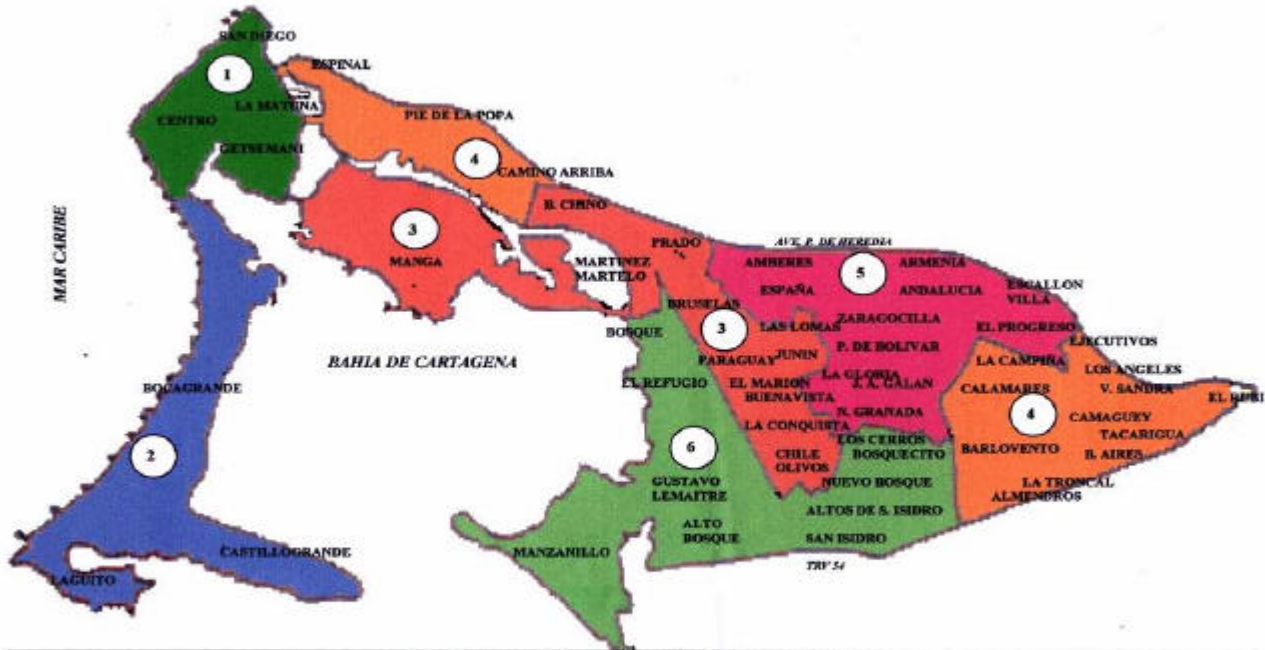 SAN DIEGO
1
ESPINAL
LA MATUNA
CENTRO
GETSEMANI
PIE DE LA POPA
4
CAMINO ARRIBA
B. CHINO
MAR CARIBE
3
MANGA
MARTINEZ
MARTELO
PRADO
AVE. P. DE HEREDIA
AMBERES
ARMENIA
5
ESPAÑA
ANDALUCIA
ESCALLON
VILLA
BRUSELAS
ZARAGOCILLA
EL PROGRESO
BOSQUE
3
LAS LOMAS
EJECUTIVOS
BAHIA DE CARTAGENA
PARAGUAY
JUNIN
P. DE BOLIVAR
LA CAMPIÑA
LOS ANGELES
BOCAGRANDE
EL REFUGIO
EL MARION
BUENAVISTA
LA GLORIA
J. A. GALAN
CALAMARES
V. SANDRA
EL RUBI
N. GRANADA
4
CAMAGUEY
LA CONQUISTA
LOS CERROS
BOSQUECITO
TACARIGUA
2
6
CHILE
OLIVOS
BARLOVENTO
B. AIRES
GUSTAVO
LEMAITRE
NUEVO BOSQUE
LA TRONCAL
ALMENDROS
ALTOS DE S. ISIDRO
ALTO
BOSQUE
SAN ISIDRO
CASTILLOGRANDE
MANZANILLO
TRV 54
LAGUITO